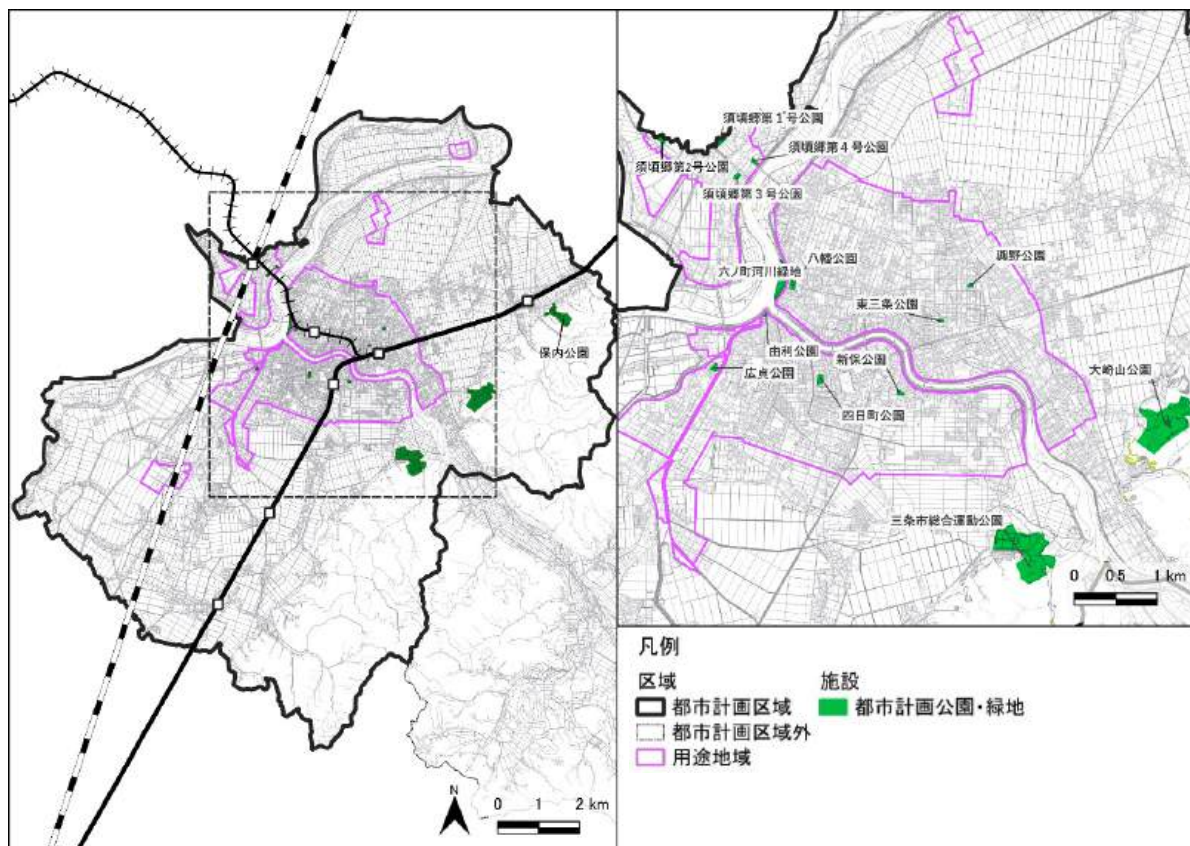 保内公園
N
0 1 2 km
須頃郷第1号公園
須頃郷第4号公園
須頃郷第2号公園
須頃郷第3号公園
八幡公園
六ノ町河川緑地
興野公園
東三条公園
由利公園
新保公園
広貞公園
大崎山公園
四日町公園
三条市総合運動公園
0 0.5 1 km
凡例
区域
施設
都市計画区域
都市計画公園・緑地
都市計画区域外
用途地域